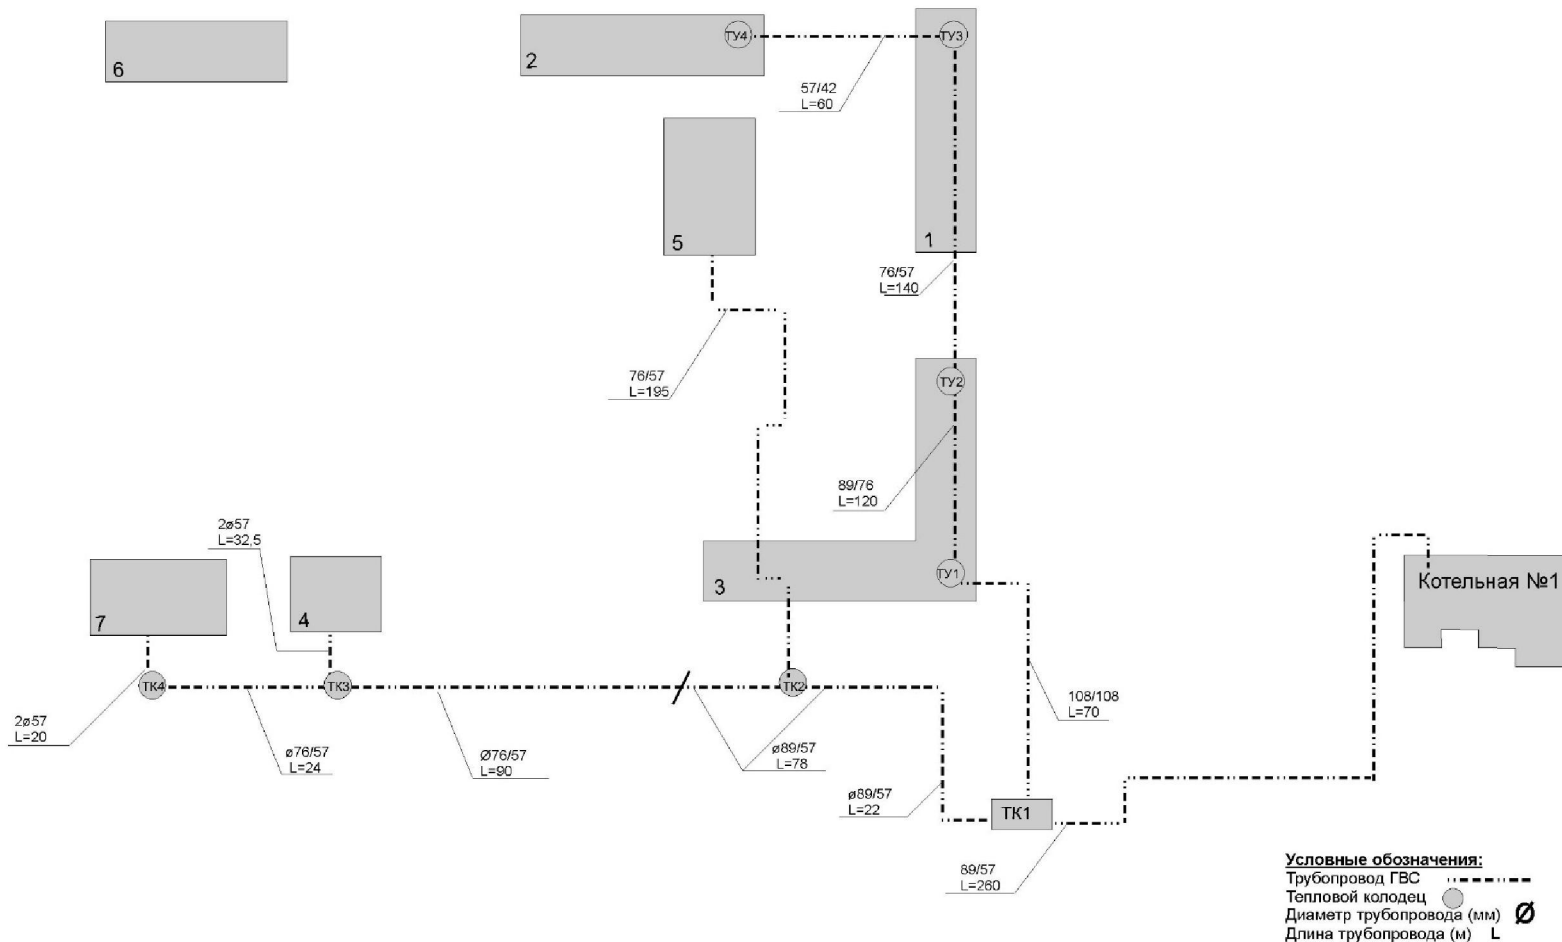 ТУ4
ТУ3
2
6
57/42
L=60
5
1
76/57
L=140
76/57
L=195
ТУ2
89/76
L=120
2ø57
L=32,5
Котельная №1
ТУ1
3
7
4
ТК4
ТК3
ТК2
108/108
L=70
2ø57
L=20
ø76/57
L=24
Ø76/57
L=90
ø89/57
L=78
ø89/57
L=22
ТК1
89/57
L=260
Условные обозначения:
Трубопровод ГВС
Тепловой колодец
Диаметр трубопровода (мм) Ø
Длина трубопровода (м) L